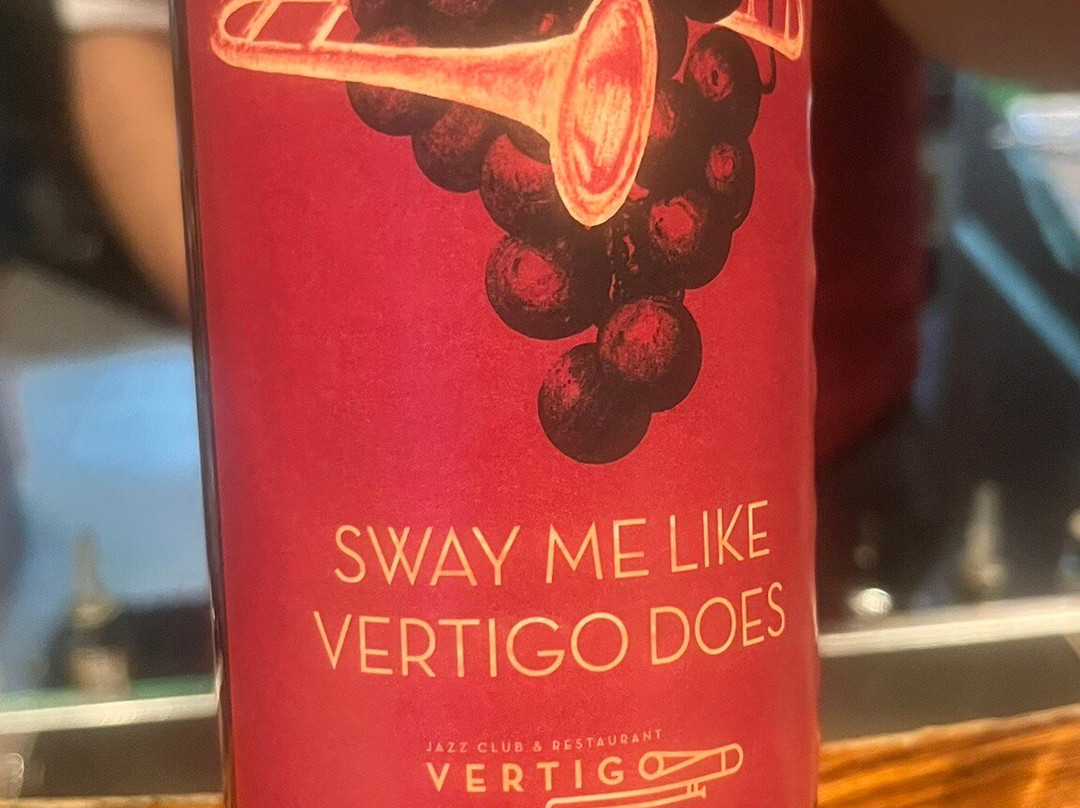 SWAY ME LIKE
VERTIGO DOES
JAZZ CLUB & RESTAURANT
VERTIGO